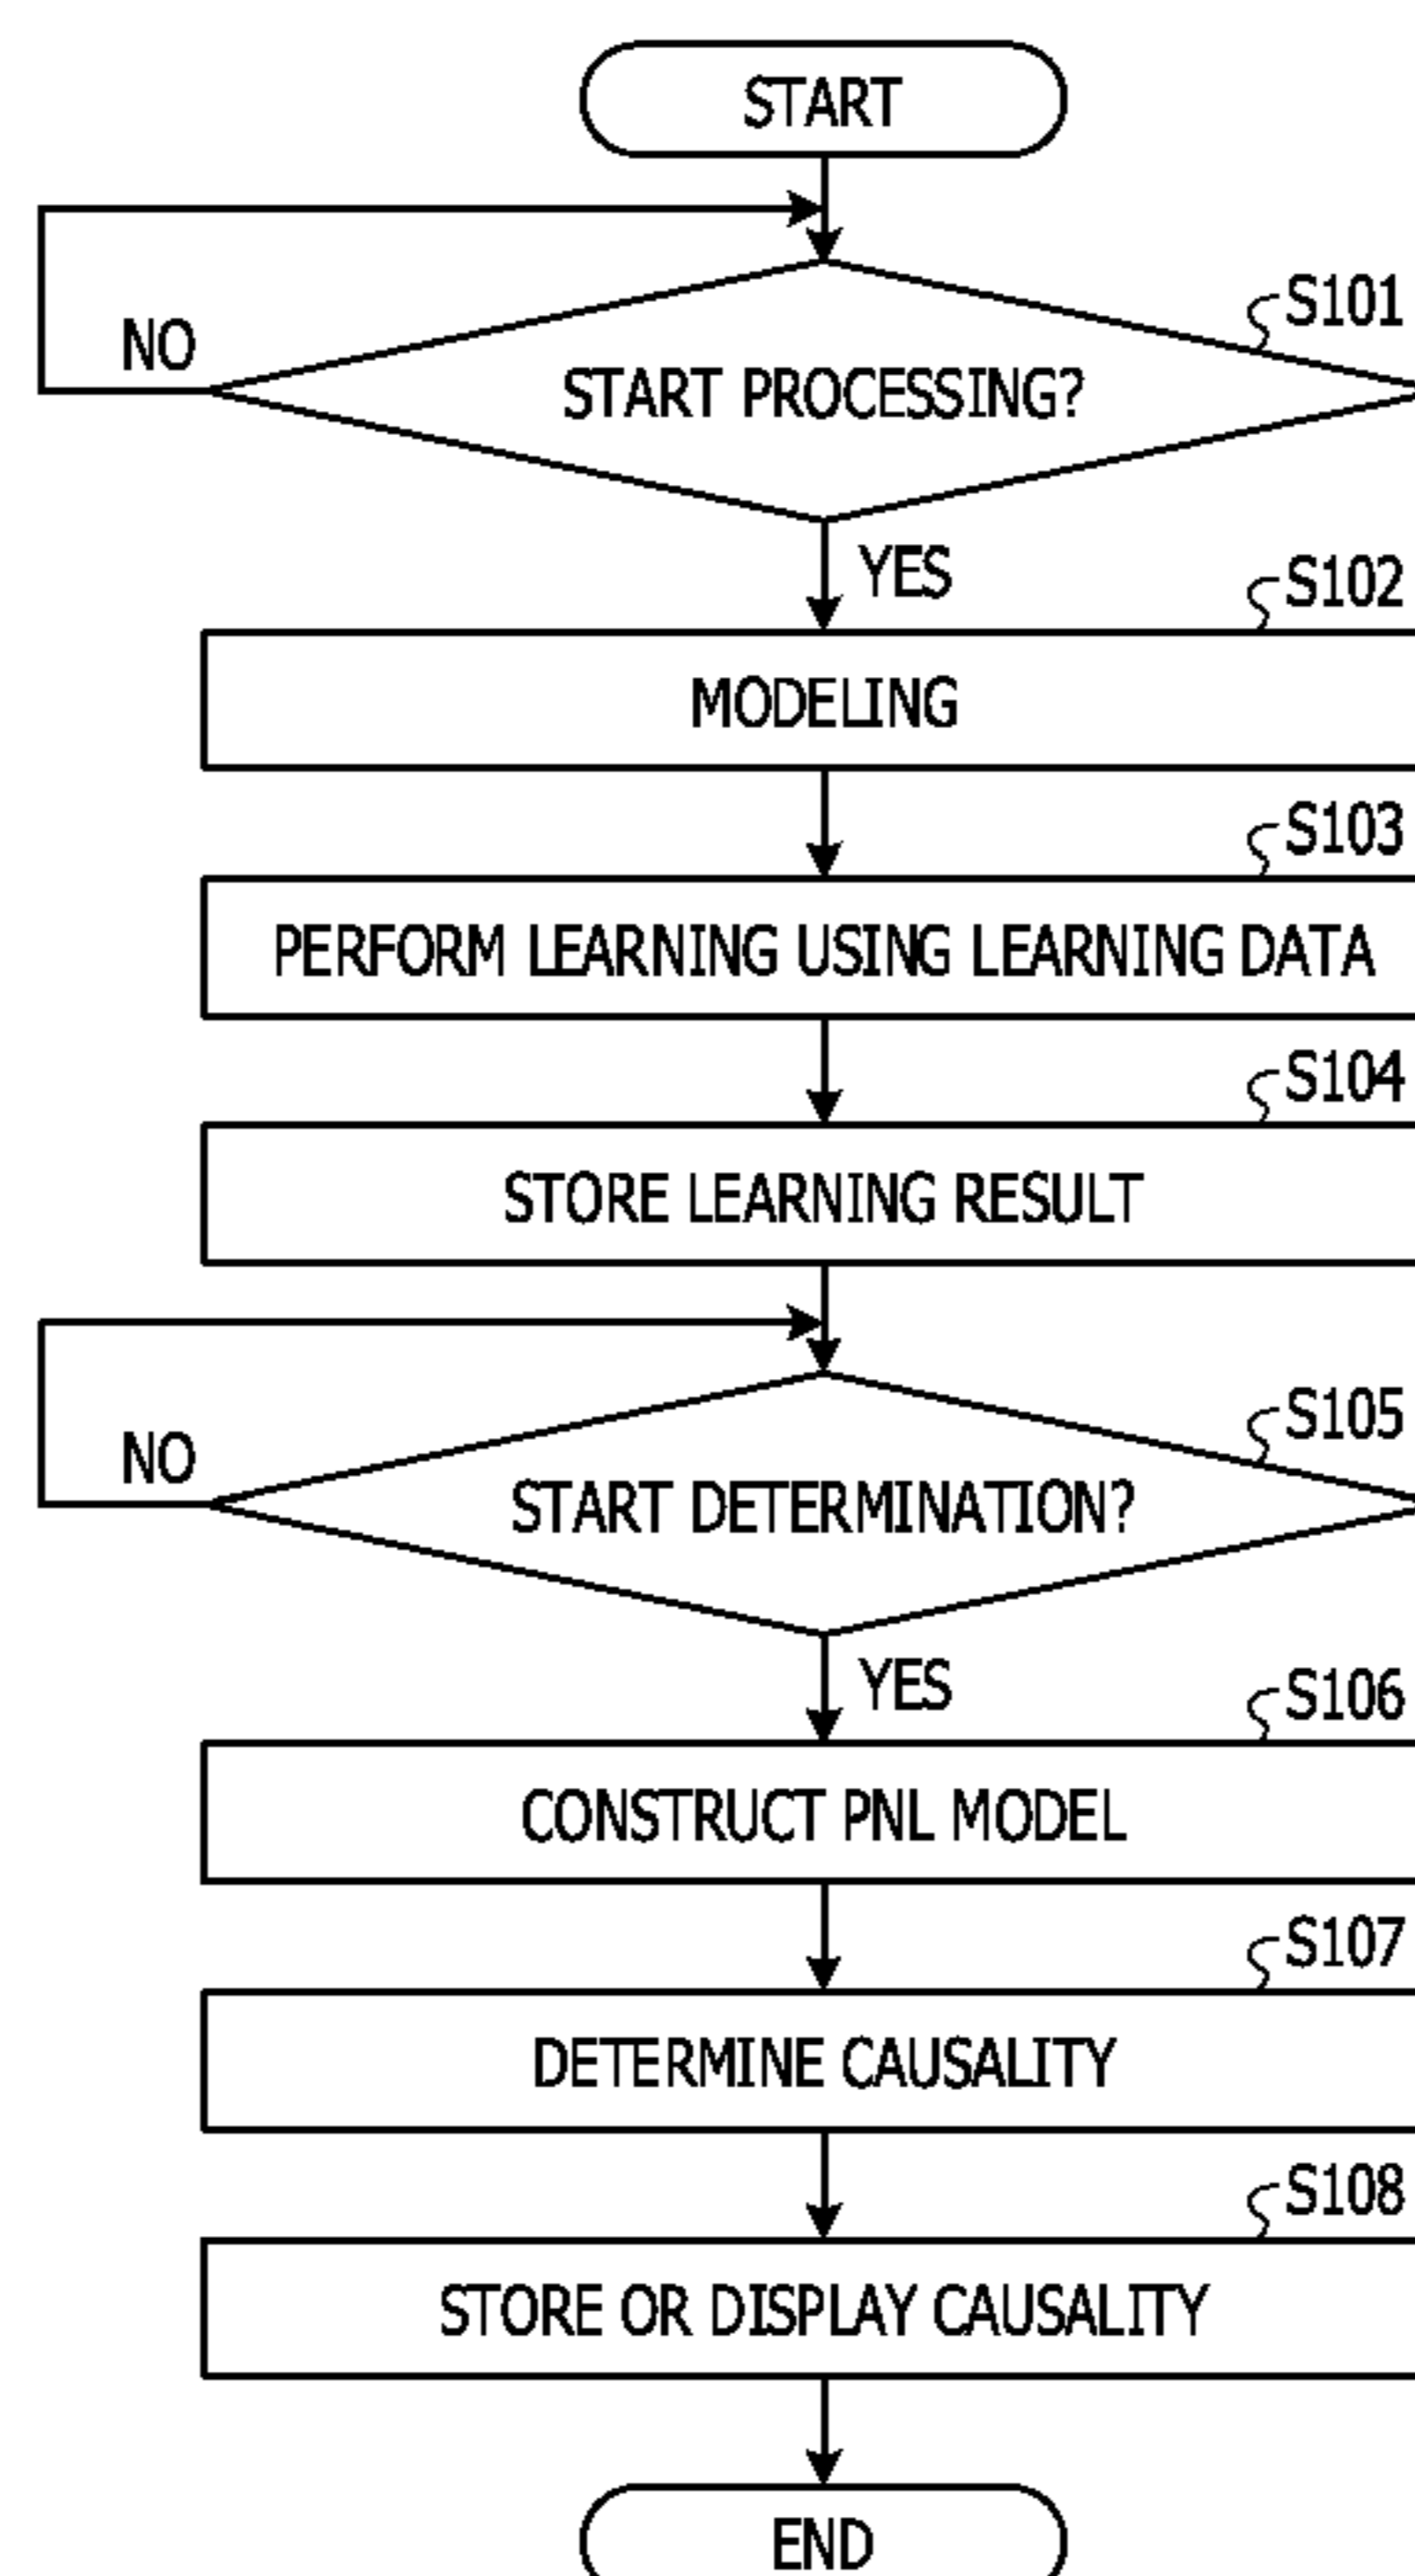 START
S101
NO
START PROCESSING?
YES
S102
MODELING
S103
PERFORM LEARNING USING LEARNING DATA
S104
STORE LEARNING RESULT
S105
NO
START DETERMINATION?
YES
S106
CONSTRUCT PNL MODEL
S107
DETERMINE CAUSALITY
S108
STORE OR DISPLAY CAUSALITY
END